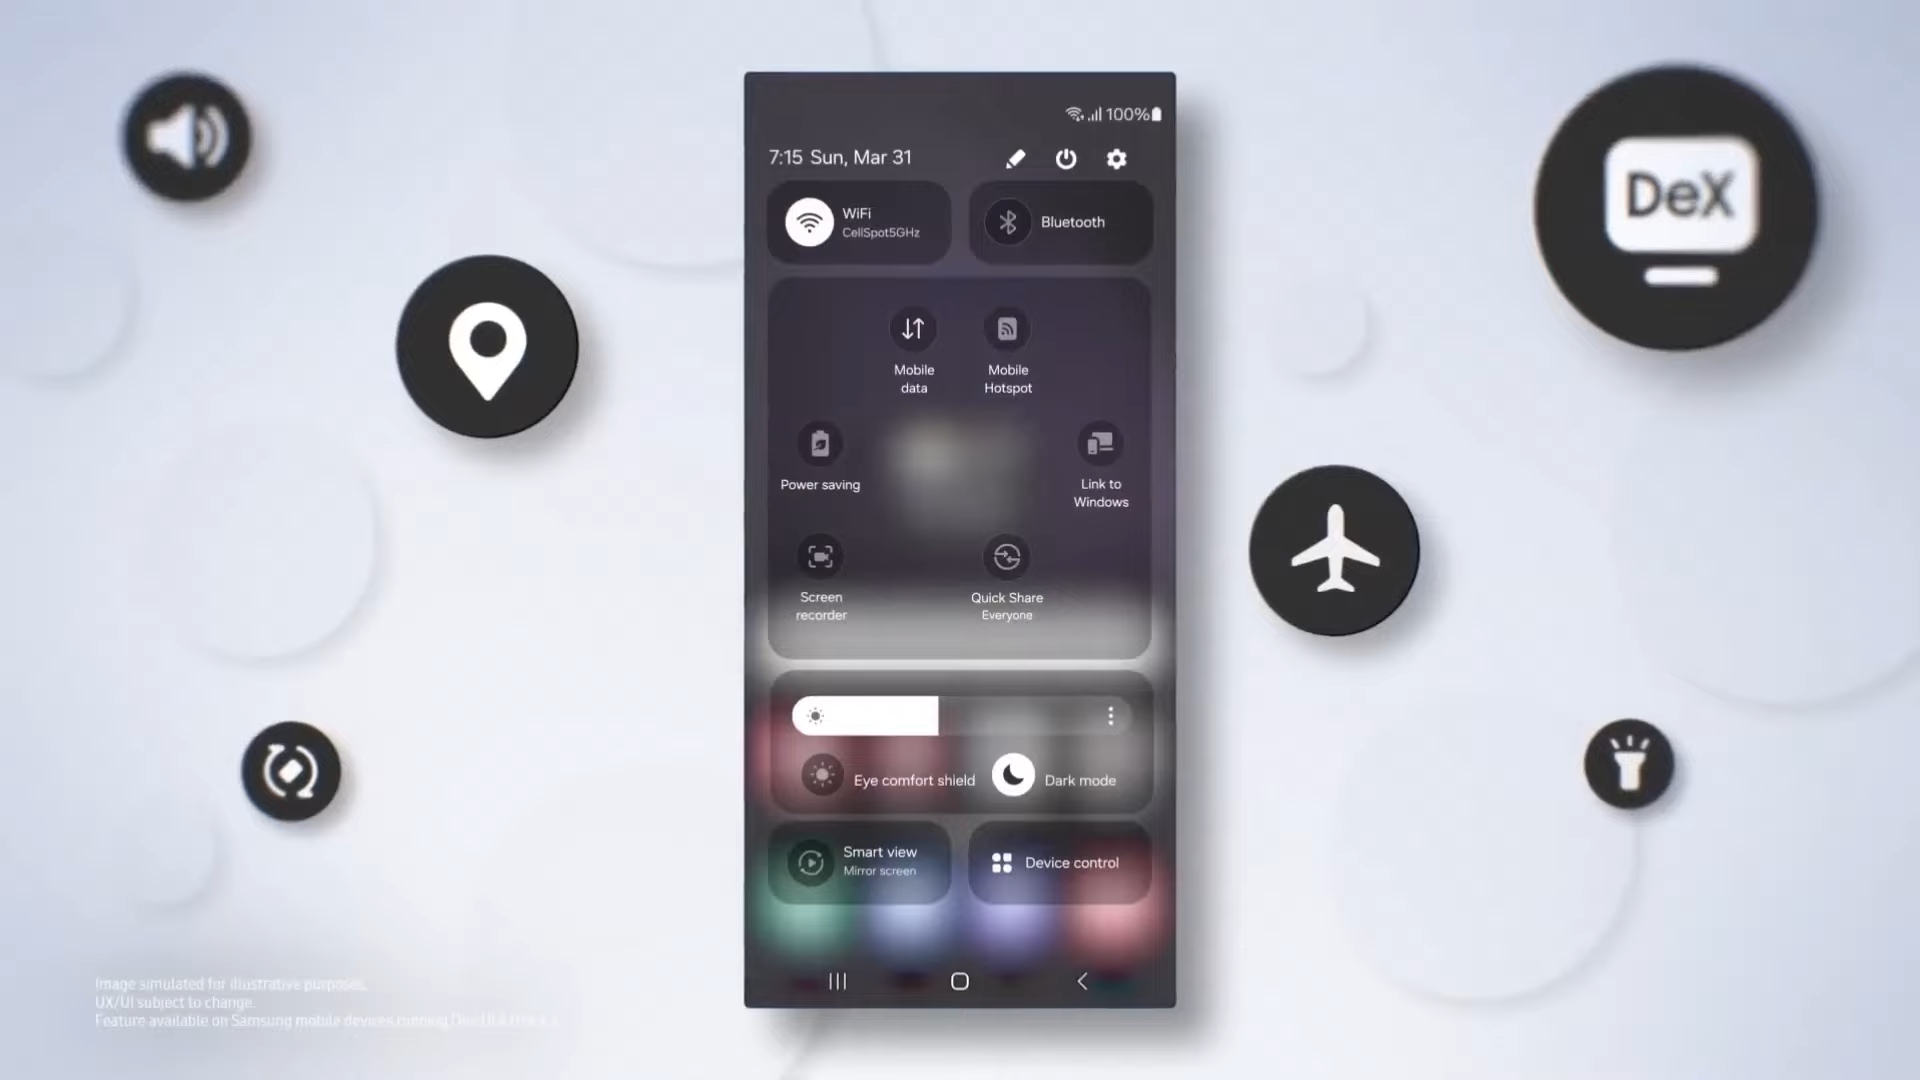 100%
7:15 Sun, Mar 31
DeX
WiFi
CellSpot5GHz
Bluetooth
Mobile
data
Mobile
Hotspot
Power saving
Link to
Windows
Screen
recorder
Quick Share
Everyone
Eye comfort shield
Dark mode
Smart view
Mirror screen
Device control
Image simulated for illustrative purposes.
UX/UI subject to change.
Feature available on Samsung mobile devices running One UI